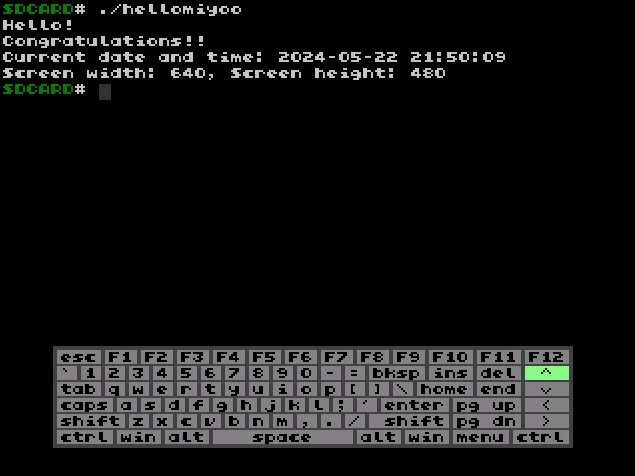 SDCARD# ./hellomiyoo
Hello!
Congratulations!!
Current date and time: 2024-05-22 21:50:09
Screen width: 640, Screen height: 480
SDCARD#
esc F1 F2 F3 F4 F5 F6 F7 F8 F9 F10 F11 F12
` 1 2 3 4 5 6 7 8 9 0 - = bksp ins del ^
tab q w e r t y u i o p [ ] \ home end v
caps a s d f g h j k l ; ' enter pg up <
shift z x c v b n m , . / shift pg dn >
ctrl win alt space alt win menu ctrl